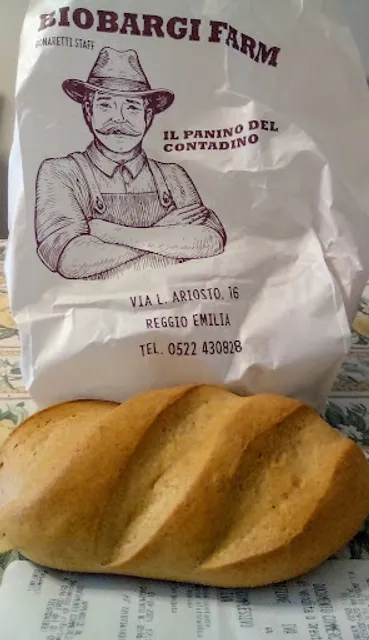 BIOBARGI FARM
BONARETTI STAFF
IL PANINO DEL
CONTADINO
VIA L. ARIOSTO, 16
REGGIO EMILIA
TEL. 0522 430828